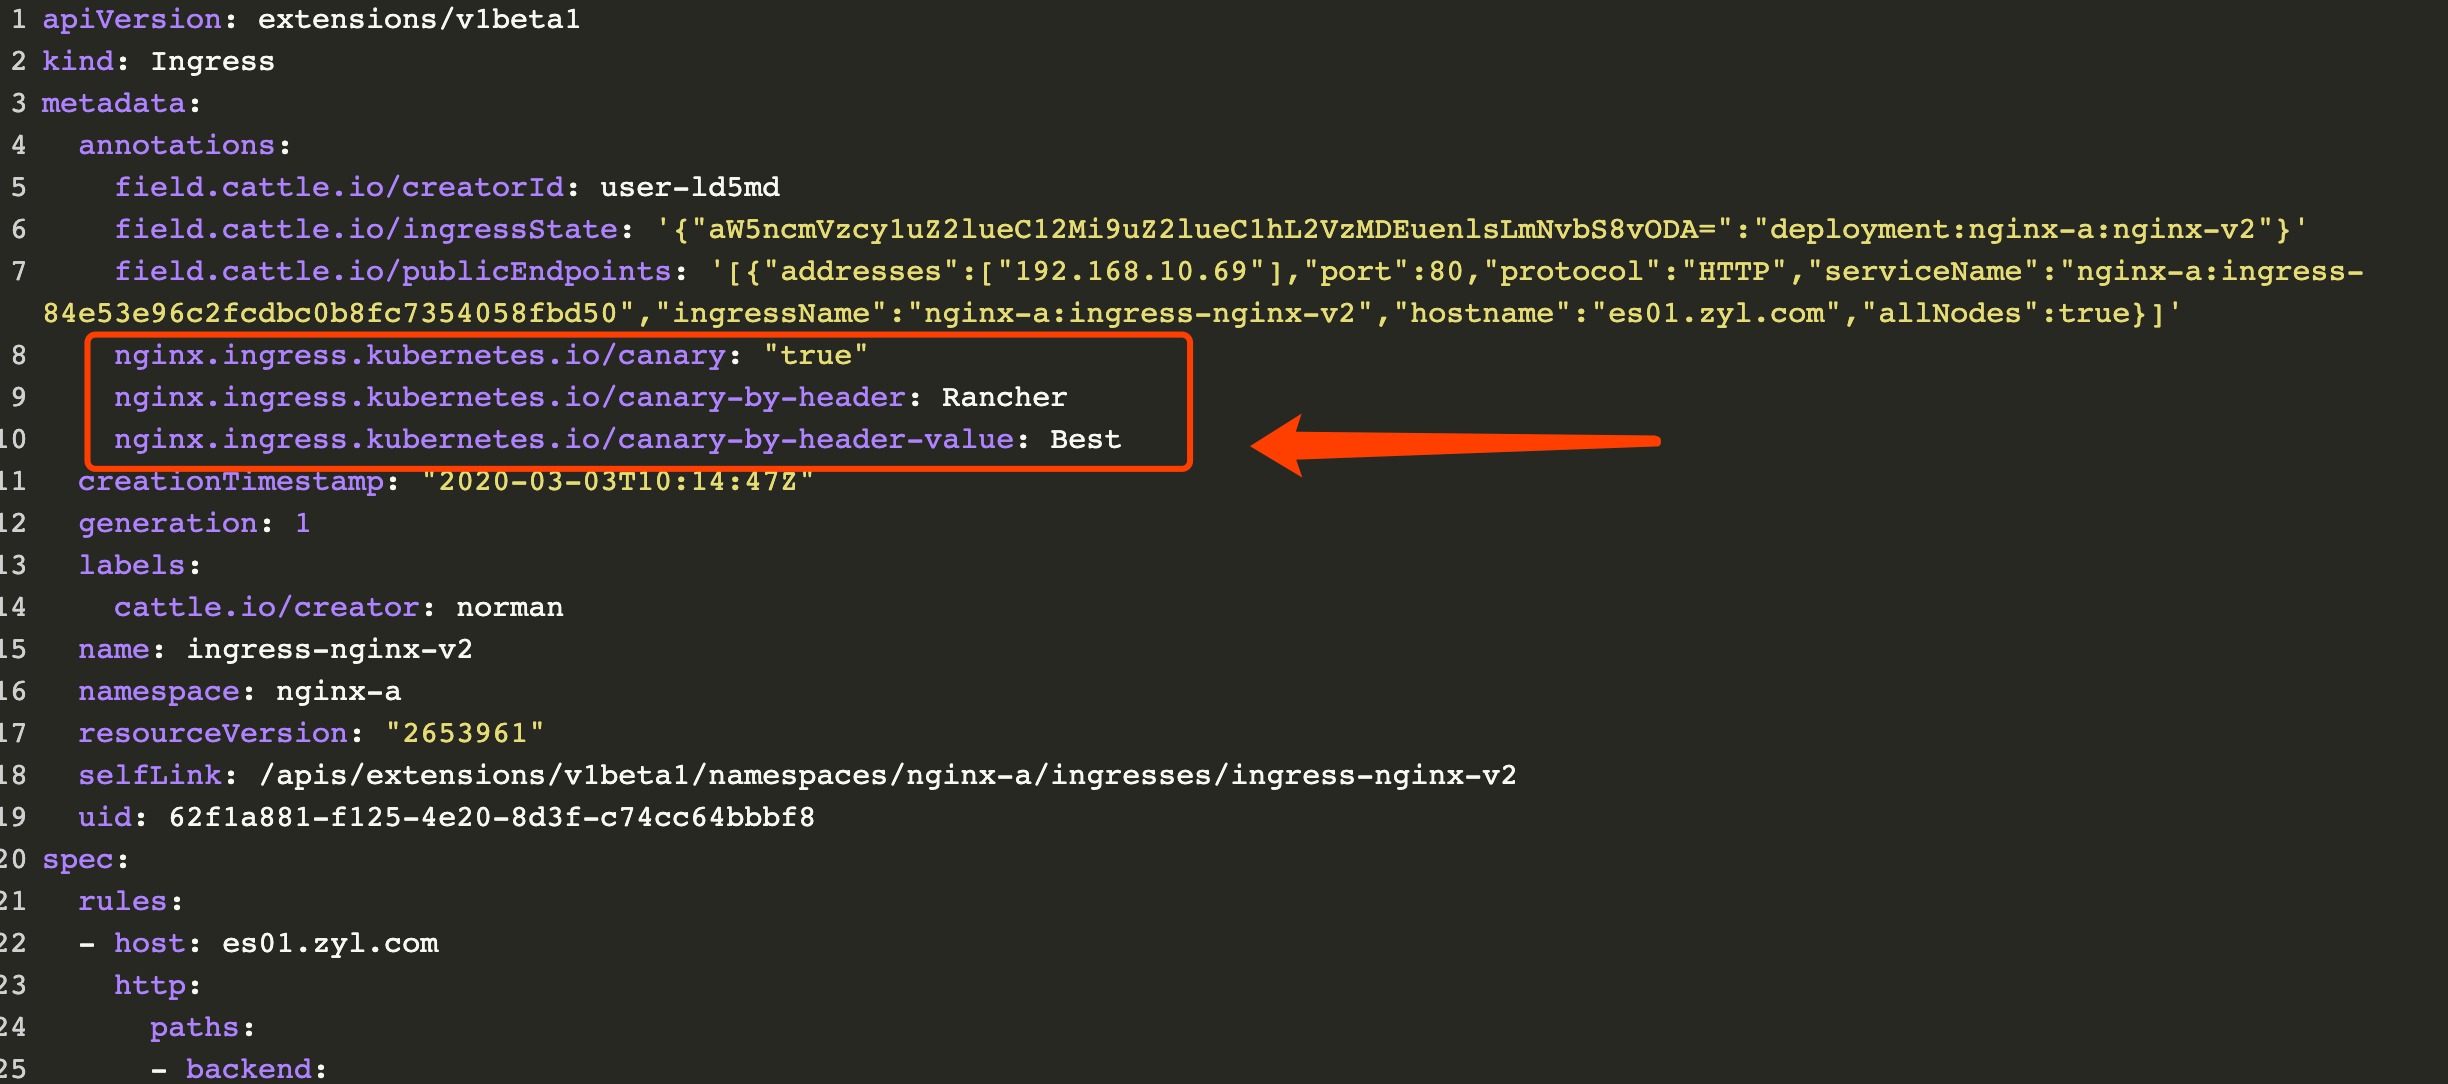 1 apiVersion: extensions/v1beta1
2 kind: Ingress
3 metadata:
4   annotations:
5     field.cattle.io/creatorId: user-ld5md
6     field.cattle.io/ingressState: '{"aW5ncmVzcy1uZ2lueC12Mi9uZ2lueC1hL2VzMDEuenlsLmNvbS8vODA=":"deployment:nginx-a:nginx-v2"}'
7     field.cattle.io/publicEndpoints: '[{"addresses":["192.168.10.69"],"port":80,"protocol":"HTTP","serviceName":"nginx-a:ingress-
84e53e96c2fcdbc0b8fc7354058fbd50","ingressName":"nginx-a:ingress-nginx-v2","hostname":"es01.zyl.com","allNodes":true}]'
8     nginx.ingress.kubernetes.io/canary: "true"
9     nginx.ingress.kubernetes.io/canary-by-header: Rancher
10     nginx.ingress.kubernetes.io/canary-by-header-value: Best
11   creationTimestamp: "2020-03-03T10:14:47Z"
12   generation: 1
13   labels:
14     cattle.io/creator: norman
15   name: ingress-nginx-v2
16   namespace: nginx-a
17   resourceVersion: "2653961"
18   selfLink: /apis/extensions/v1beta1/namespaces/nginx-a/ingresses/ingress-nginx-v2
19   uid: 62f1a881-f125-4e20-8d3f-c74cc64bbbf8
20 spec:
21   rules:
22   - host: es01.zyl.com
23     http:
24       paths:
25       - backend: